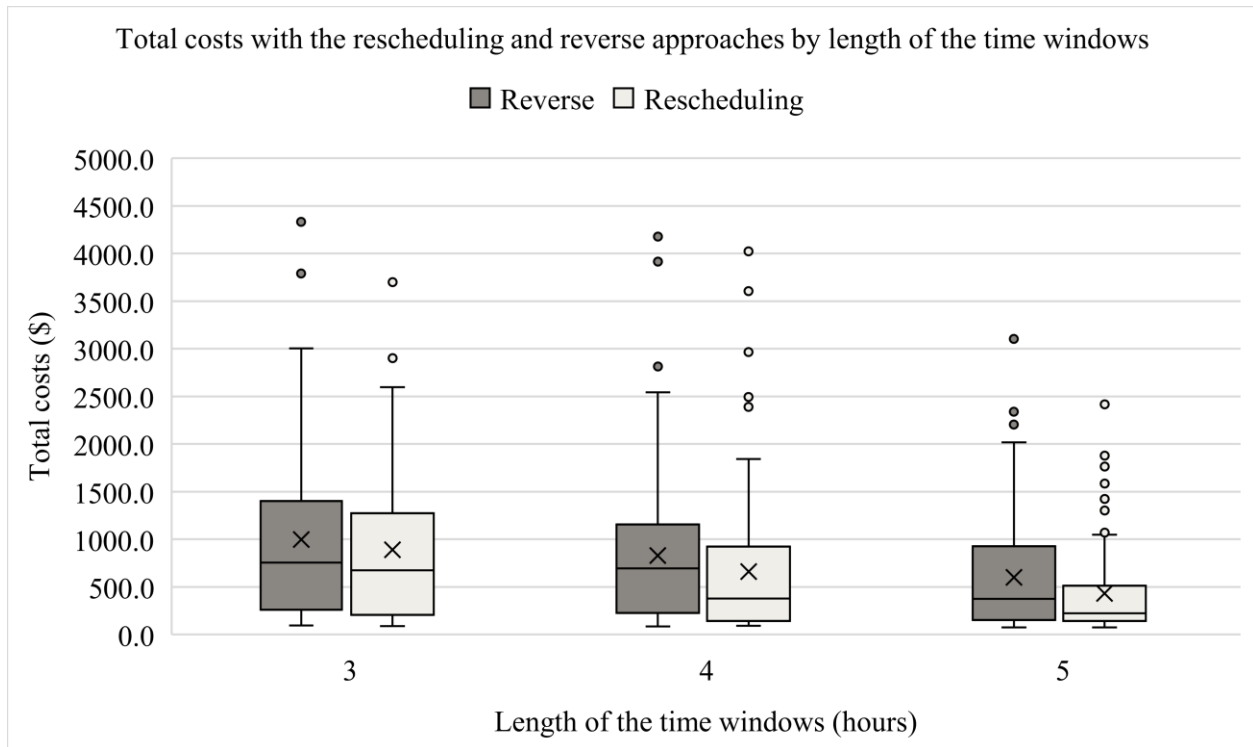 Total costs with the rescheduling and reverse approaches by length of the time windows
Reverse Rescheduling
5000.0
4500.0
4000.0
3500.0
3000.0
2500.0
2000.0
1500.0
1000.0
500.0
0.0
Total costs ($)
3 4 5
Length of the time windows (hours)